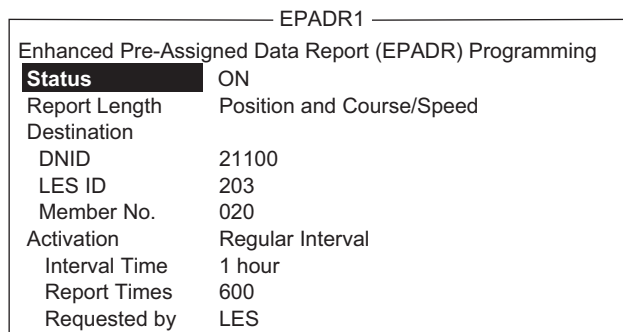 EPADR1
Enhanced Pre-Assigned Data Report (EPADR) Programming
Status ON
Report Length Position and Course/Speed
Destination
DNID 21100
LES ID 203
Member No. 020
Activation Regular Interval
Interval Time 1 hour
Report Times 600
Requested by LES